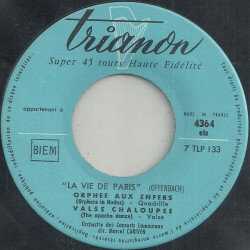 trianon
Super 45 tours Haute Fidélité
MADE IN FRANCE
appartenant à
4364
els
BIEM
7 TLP 133
"LA VIE DE PARIS" (OFFENBACH)
ORPHEE AUX ENFERS
(Orpheus in Hades) - Quadrille
VALSE CHALOUPEE
(The apache dance) - Valse
Orchestre des Concerts Lamoureux
dir. Marcel CARIVEN